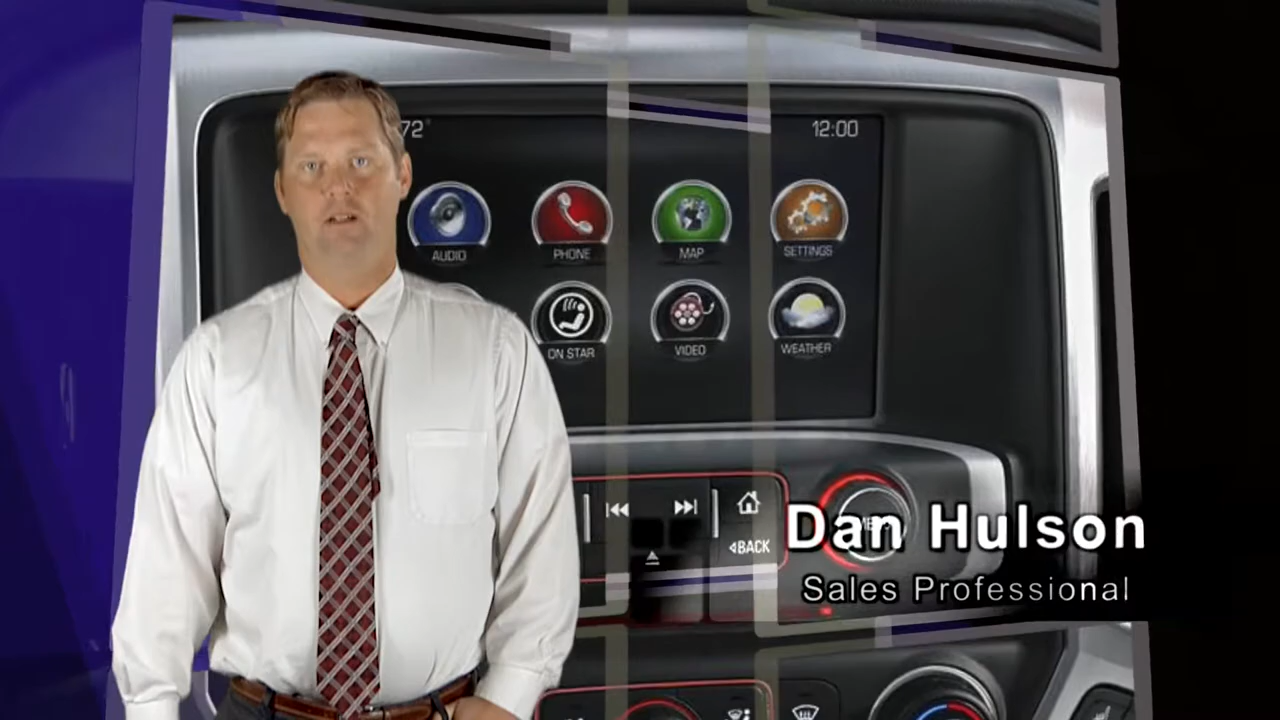 72° 12:00
AUDIO PHONE MAP SETTINGS
ON STAR VIDEO WEATHER
BACK
Dan Hulson
Sales Professional